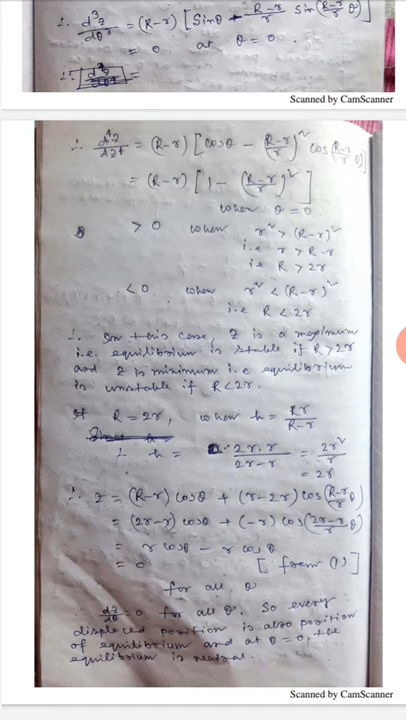 ∴ d³z/dθ³ = (R-r) [Sinθ + R-r/r sin(R-r/r θ)]
= 0 at θ = 0.
Scanned by CamScanner
∴ d⁴z/dθ⁴ = (R-r) [cosθ - (R-r/r)² cos(R-r/r θ)]
= (R-r) [1 - (R-r/r)²]
when θ = 0
> 0 when r² > (R-r)²
i.e r > R-r
i.e R > 2r
< 0 when r² < (R-r)²
i.e R < 2r
∴ In this case, z is a maximum
i.e. equilibrium is stable if R > 2r
and z is minimum i.e equilibrium
is unstable if R < 2r.
If R = 2r, when h = Rr/R-r
∴ h = 2r.r/2r-r = 2r²/r
= 2r
∴ z = (R-r) cosθ + (r-2r) cos(R-r/r θ)
= (2r-r) cosθ + (-r) cos(2r-r/r θ)
= r cosθ - r cosθ
= 0 [from (1)]
for all θ
∴ dz/dθ = 0 for all θ. So every
displaced position is also position
of equilibrium and at θ = 0, the
equilibrium is neutral.
Scanned by CamScanner